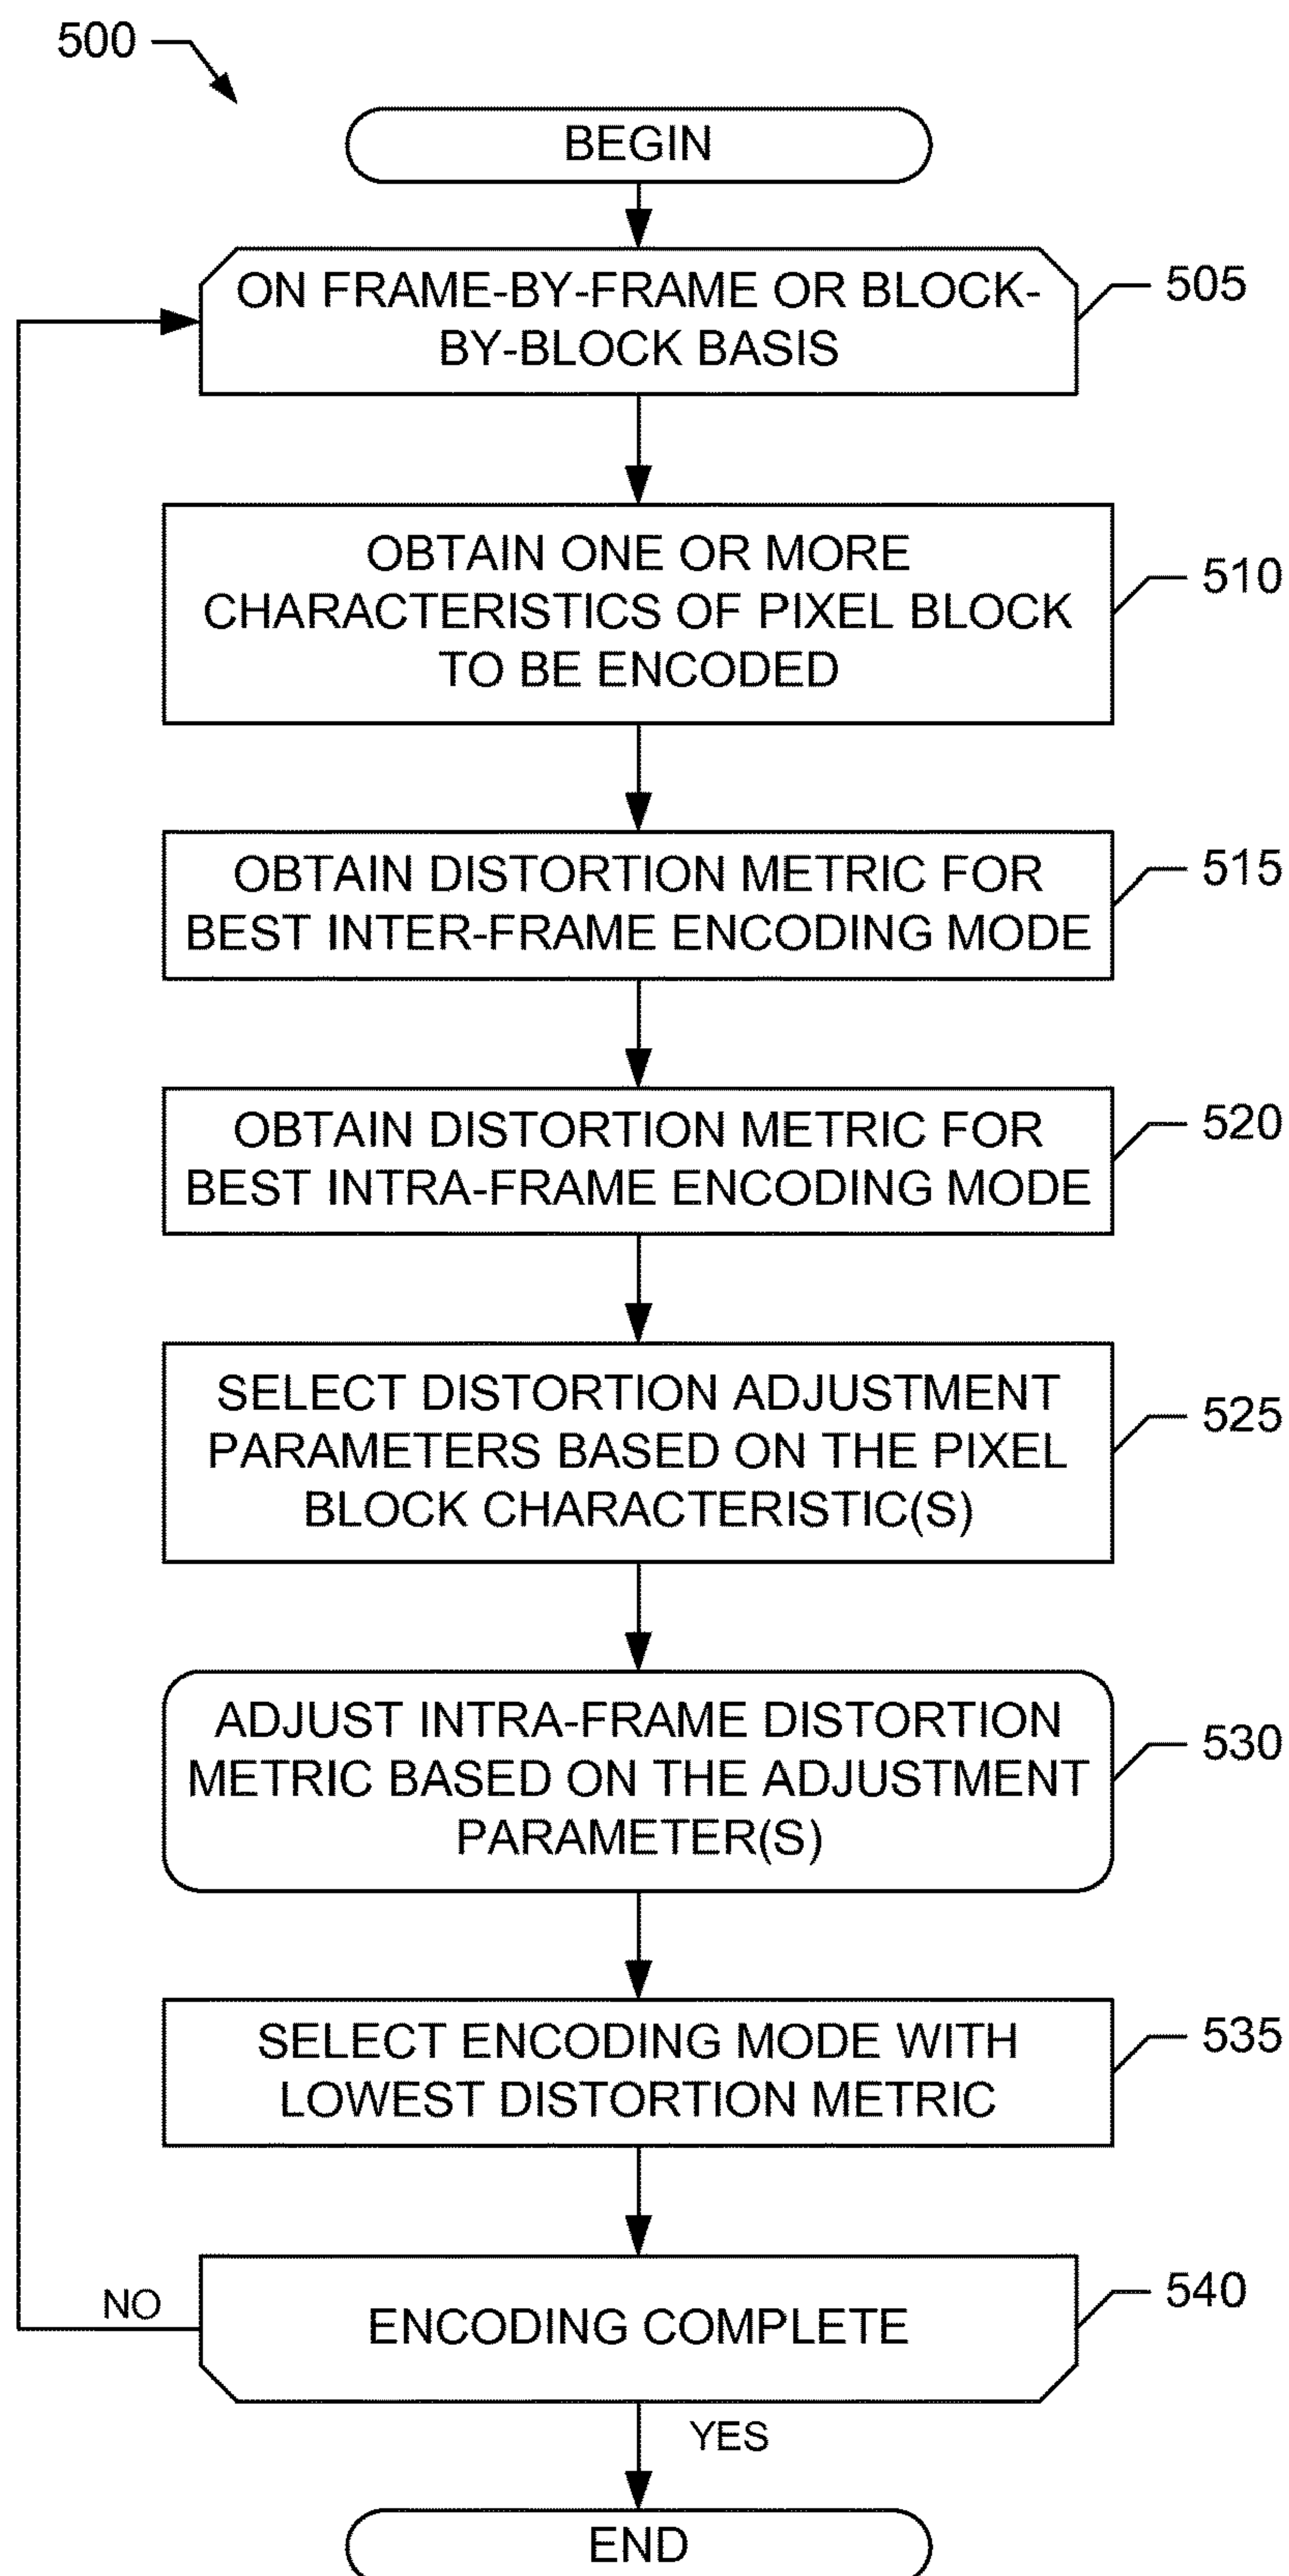 500
BEGIN
ON FRAME-BY-FRAME OR BLOCK-
BY-BLOCK BASIS
505
OBTAIN ONE OR MORE
CHARACTERISTICS OF PIXEL BLOCK
TO BE ENCODED
510
OBTAIN DISTORTION METRIC FOR
BEST INTER-FRAME ENCODING MODE
515
OBTAIN DISTORTION METRIC FOR
BEST INTRA-FRAME ENCODING MODE
520
SELECT DISTORTION ADJUSTMENT
PARAMETERS BASED ON THE PIXEL
BLOCK CHARACTERISTIC(S)
525
ADJUST INTRA-FRAME DISTORTION
METRIC BASED ON THE ADJUSTMENT
PARAMETER(S)
530
SELECT ENCODING MODE WITH
LOWEST DISTORTION METRIC
535
NO
ENCODING COMPLETE
540
YES
END